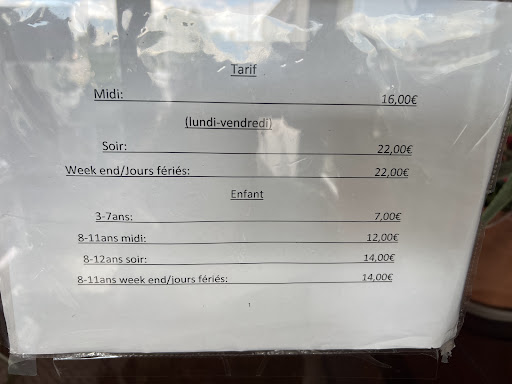 Tarif
Midi: 16,00€
(lundi-vendredi)
Soir: 22,00€
Week end/Jours fériés: 22,00€
Enfant
3-7ans: 7,00€
8-11ans midi: 12,00€
8-12ans soir: 14,00€
8-11ans week end/jours fériés: 14,00€
1